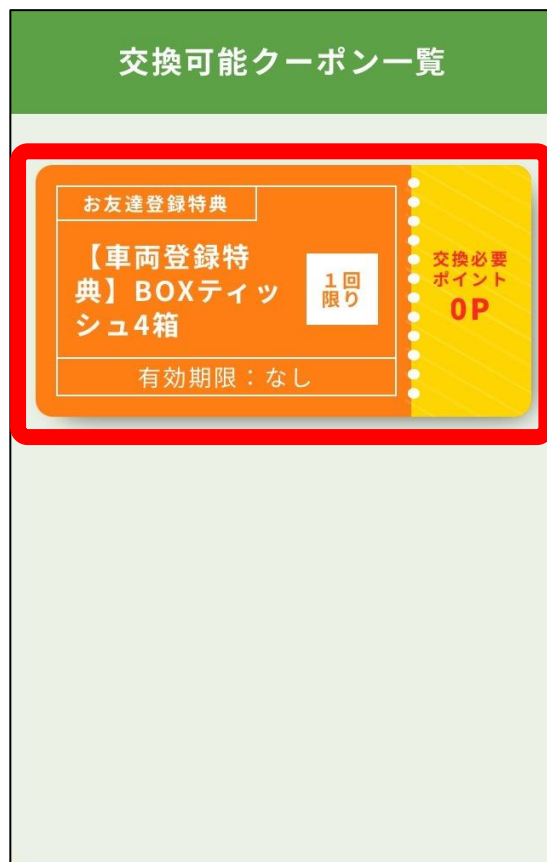 交換可能クーポン一覧
お友達登録特典
【車両登録特
典】BOXティッ
シュ4箱
1回
限り
有効期限：なし
交換必要
ポイント
0P